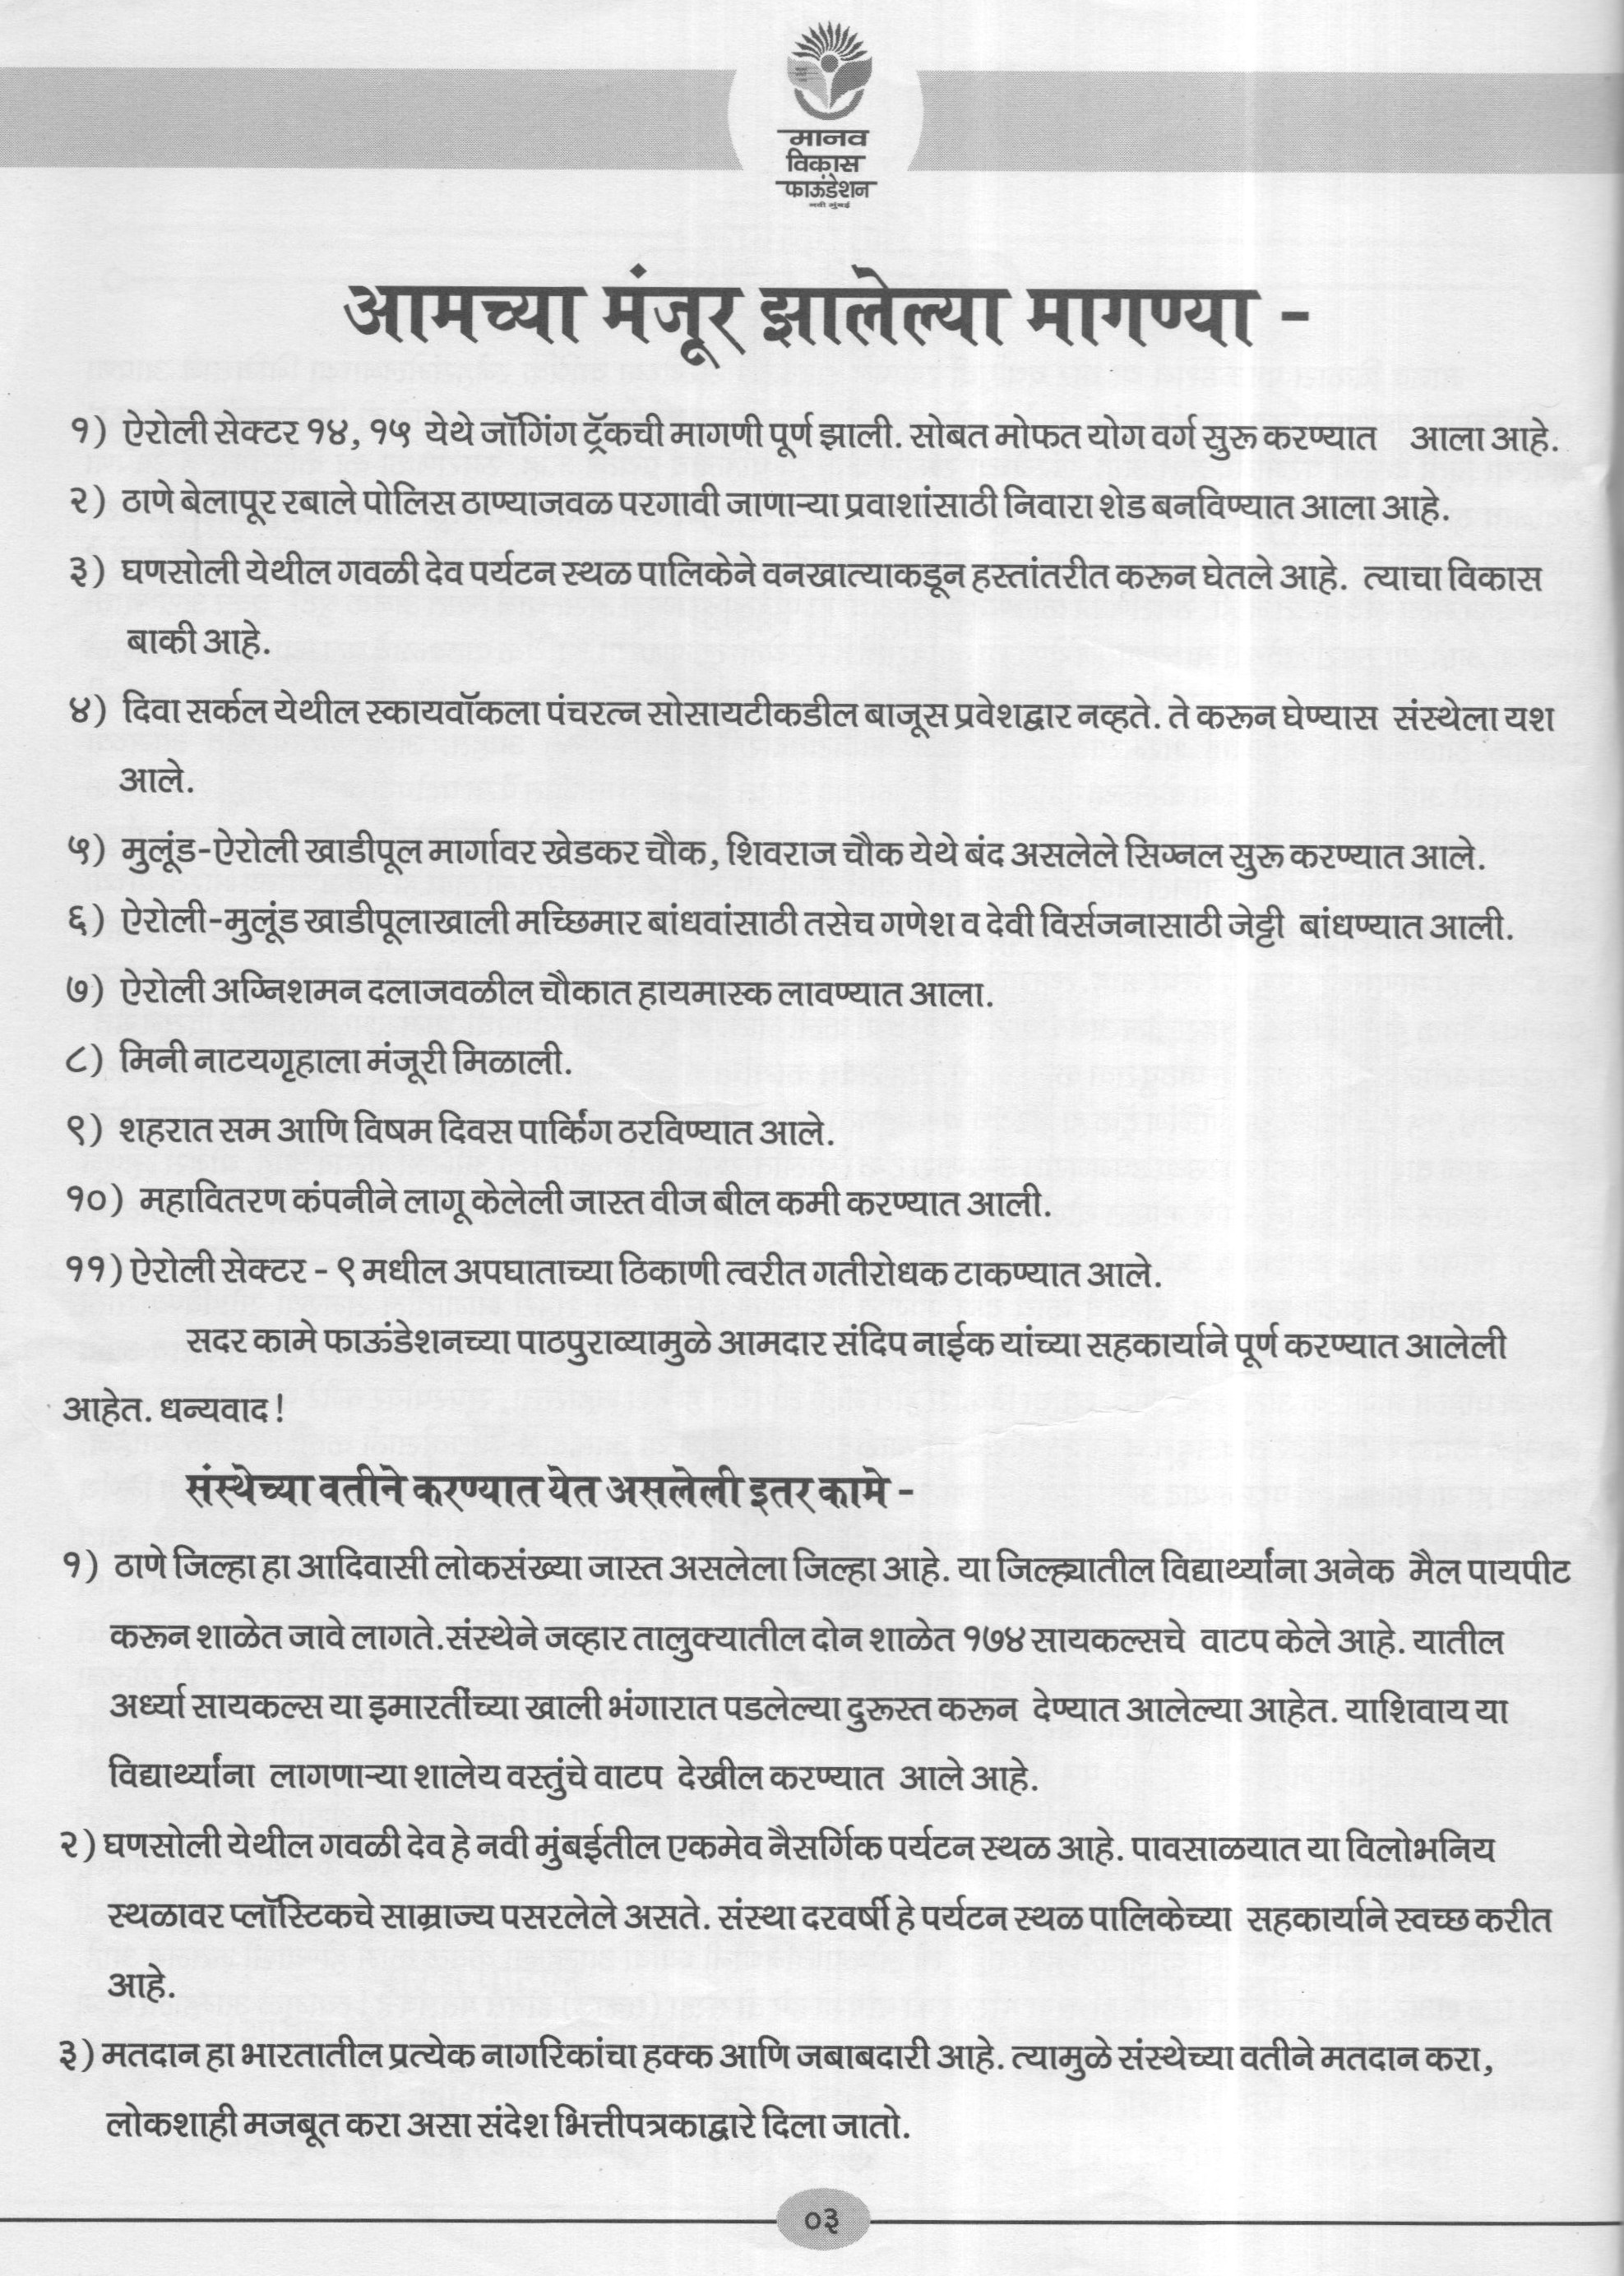 मानव
विकास
फाऊंडेशन
नवी मुंबई
आमच्या मंजूर झालेल्या मागण्या -
१) ऐरोली सेक्टर १४, १५ येथे जॉगिंग ट्रॅकची मागणी पूर्ण झाली. सोबत मोफत योग वर्ग सुरू करण्यात आला आहे.
२) ठाणे बेलापूर रबाले पोलिस ठाण्याजवळ परगावी जाणाऱ्या प्रवाशांसाठी निवारा शेड बनविण्यात आला आहे.
३) घणसोली येथील गवळी देव पर्यटन स्थळ पालिकेने वनखात्याकडून हस्तांतरीत करून घेतले आहे. त्याचा विकास
बाकी आहे.
४) दिवा सर्कल येथील स्कायवॉकला पंचरत्न सोसायटीकडील बाजूस प्रवेशद्वार नव्हते. ते करून घेण्यास संस्थेला यश
आले.
५) मुलूंड-ऐरोली खाडीपूल मार्गावर खेडकर चौक, शिवराज चौक येथे बंद असलेले सिग्नल सुरू करण्यात आले.
६) ऐरोली-मुलूंड खाडीपूलाखाली मच्छिमार बांधवांसाठी तसेच गणेश व देवी विर्सजनासाठी जेट्टी बांधण्यात आली.
७) ऐरोली अग्निशमन दलाजवळील चौकात हायमास्क लावण्यात आला.
८) मिनी नाटयगृहाला मंजूरी मिळाली.
९) शहरात सम आणि विषम दिवस पार्किंग ठरविण्यात आले.
१०) महावितरण कंपनीने लागू केलेली जास्त वीज बील कमी करण्यात आली.
११) ऐरोली सेक्टर - ९ मधील अपघाताच्या ठिकाणी त्वरीत गतीरोधक टाकण्यात आले.
सदर कामे फाऊंडेशनच्या पाठपुराव्यामुळे आमदार संदिप नाईक यांच्या सहकार्याने पूर्ण करण्यात आलेली
आहेत. धन्यवाद !
संस्थेच्या वतीने करण्यात येत असलेली इतर कामे -
१) ठाणे जिल्हा हा आदिवासी लोकसंख्या जास्त असलेला जिल्हा आहे. या जिल्ह्यातील विद्यार्थ्यांना अनेक मैल पायपीट
करून शाळेत जावे लागते.संस्थेने जव्हार तालुक्यातील दोन शाळेत १७४ सायकल्सचे वाटप केले आहे. यातील
अर्ध्या सायकल्स या इमारतींच्या खाली भंगारात पडलेल्या दुरूस्त करून देण्यात आलेल्या आहेत. याशिवाय या
विद्यार्थ्यांना लागणाऱ्या शालेय वस्तुंचे वाटप देखील करण्यात आले आहे.
२) घणसोली येथील गवळी देव हे नवी मुंबईतील एकमेव नैसर्गिक पर्यटन स्थळ आहे. पावसाळयात या विलोभनिय
स्थळावर प्लॉस्टिकचे साम्राज्य पसरलेले असते. संस्था दरवर्षी हे पर्यटन स्थळ पालिकेच्या सहकार्याने स्वच्छ करीत
आहे.
३) मतदान हा भारतातील प्रत्येक नागरिकांचा हक्क आणि जबाबदारी आहे. त्यामुळे संस्थेच्या वतीने मतदान करा,
लोकशाही मजबूत करा असा संदेश भित्तीपत्रकाद्वारे दिला जातो.
०३